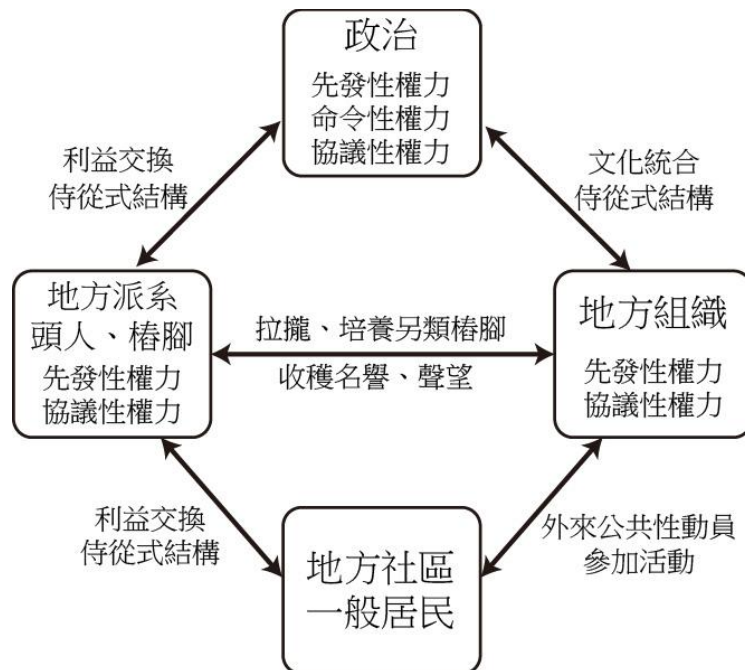 政治
先發性權力
命令性權力
協議性權力
利益交換
侍從式結構
文化統合
侍從式結構
地方派系
頭人、樁腳
先發性權力
協議性權力
拉攏、培養另類樁腳
收穫名譽、聲望
地方組織
先發性權力
協議性權力
利益交換
侍從式結構
外來公共性動員
參加活動
地方社區
一般居民